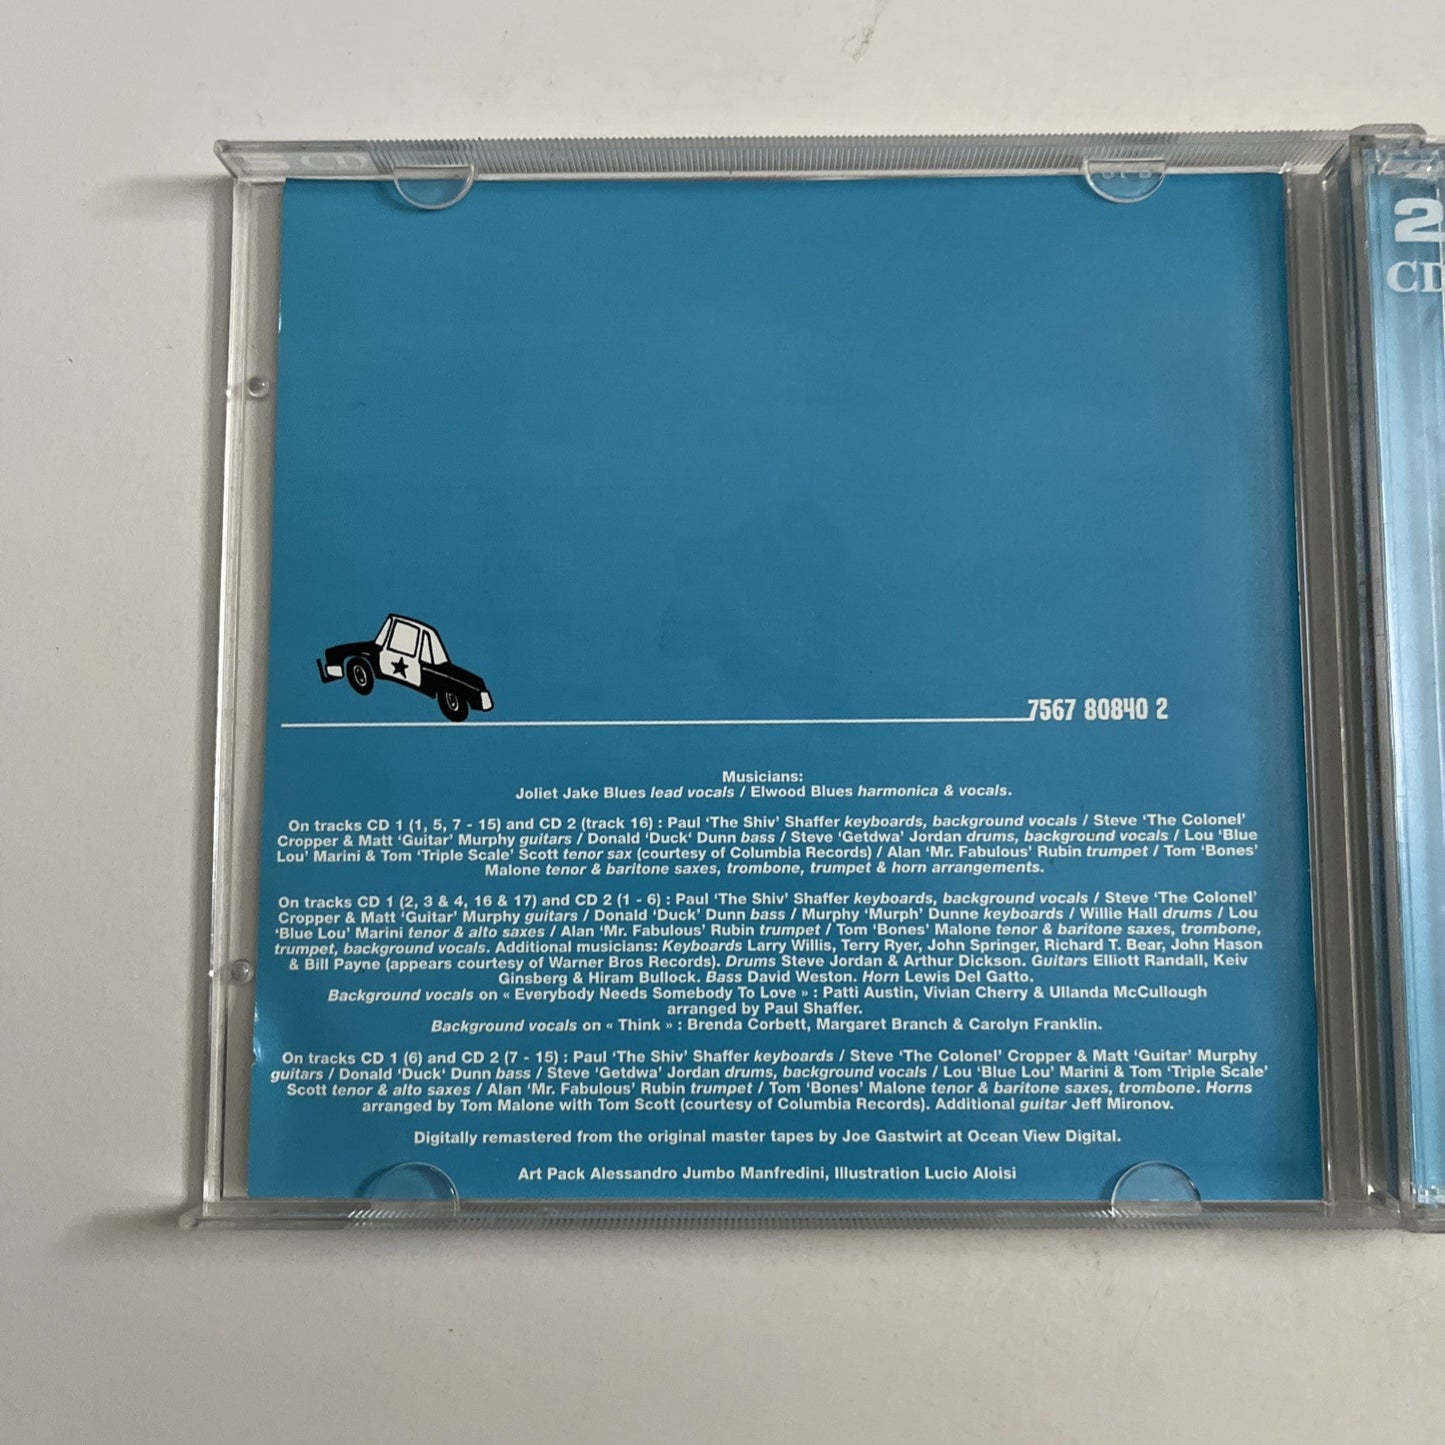 2 CD
2
CD
7567 80840 2
Musicians:
Joliet Jake Blues lead vocals / Elwood Blues harmonica & vocals.
On tracks CD 1 (1, 5, 7 - 15) and CD 2 (track 16) : Paul ‘The Shiv’ Shaffer keyboards, background vocals / Steve ‘The Colonel’
Cropper & Matt ‘Guitar’ Murphy guitars / Donald ‘Duck‘ Dunn bass / Steve ‘Getdwa’ Jordan drums, background vocals / Lou ‘Blue
Lou’ Marini & Tom ‘Triple Scale’ Scott tenor sax (courtesy of Columbia Records) / Alan ‘Mr. Fabulous’ Rubin trumpet / Tom ‘Bones’
Malone tenor & baritone saxes, trombone, trumpet & horn arrangements.
On tracks CD 1 (2, 3 & 4, 16 & 17) and CD 2 (1 - 6) : Paul ‘The Shiv’ Shaffer keyboards, background vocals / Steve ‘The Colonel’
Cropper & Matt ‘Guitar’ Murphy guitars / Donald ‘Duck’ Dunn bass / Murphy ‘Murph’ Dunne keyboards / Willie Hall drums / Lou
‘Blue Lou’ Marini tenor & alto saxes / Alan ‘Mr. Fabulous’ Rubin trumpet / Tom ‘Bones’ Malone tenor & baritone saxes, trombone,
trumpet, background vocals. Additional musicians: Keyboards Larry Willis, Terry Ryer, John Springer, Richard T. Bear, John Hason
& Bill Payne (appears courtesy of Warner Bros Records). Drums Steve Jordan & Arthur Dickson. Guitars Elliott Randall, Keiv
Ginsberg & Hiram Bullock. Bass David Weston. Horn Lewis Del Gatto.
Background vocals on « Everybody Needs Somebody To Love » : Patti Austin, Vivian Cherry & Ullanda McCullough
arranged by Paul Shaffer.
Background vocals on « Think » : Brenda Corbett, Margaret Branch & Carolyn Franklin.
On tracks CD 1 (6) and CD 2 (7 - 15) : Paul ‘The Shiv’ Shaffer keyboards / Steve ‘The Colonel’ Cropper & Matt ‘Guitar’ Murphy
guitars / Donald ‘Duck‘ Dunn bass / Steve ‘Getdwa’ Jordan drums, background vocals / Lou ‘Blue Lou’ Marini & Tom ‘Triple Scale’
Scott tenor & alto saxes / Alan ‘Mr. Fabulous’ Rubin trumpet / Tom ‘Bones’ Malone tenor & baritone saxes, trombone. Horns
arranged by Tom Malone with Tom Scott (courtesy of Columbia Records). Additional guitar Jeff Mironov.
Digitally remastered from the original master tapes by Joe Gastwirt at Ocean View Digital.
Art Pack Alessandro Jumbo Manfredini, Illustration Lucio Aloisi